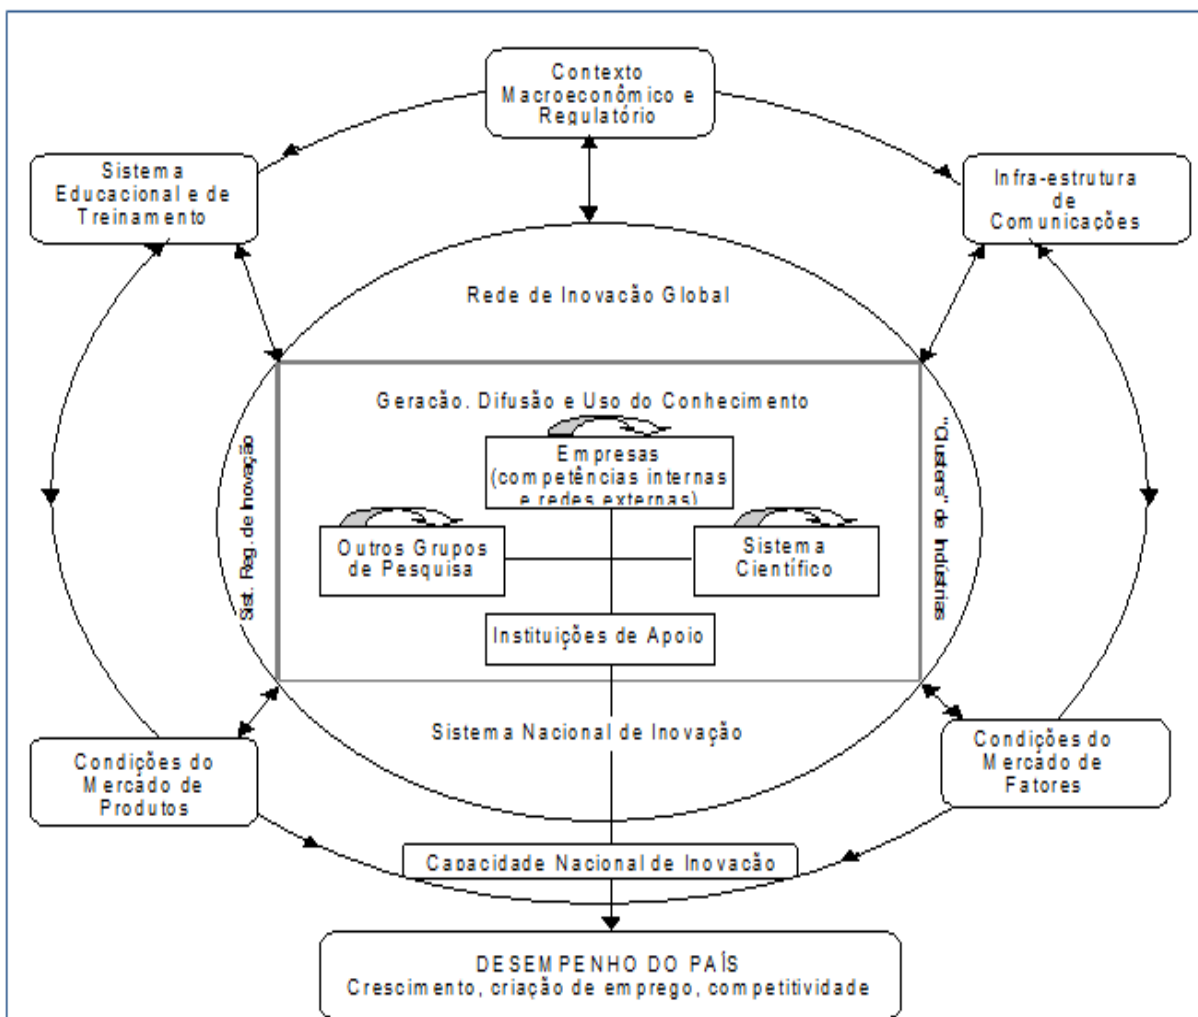 Contexto
Macroeconômico e
Regulatório
Sistema
Educacional e de
Treinamento
Infra-estrutura
de
Comunicações
Rede de Inovacão Global
Geracão. Difusão e Uso do Conhecimento
Sist. Reg. de Inovação
"Clusters" de Indústrias
Empresas
(competências internas
e redes externas)
Outros Grupos
de Pesquisa
Sistema
Científico
Instituições de Apoio
Sistema Nacional de Inovação
Condições do
Mercado de
Produtos
Condições do
Mercado de
Fatores
Capacidade Nacional de Inovação
DESEMPENHO DO PAÍS
Crescimento, criação de emprego, competitividade